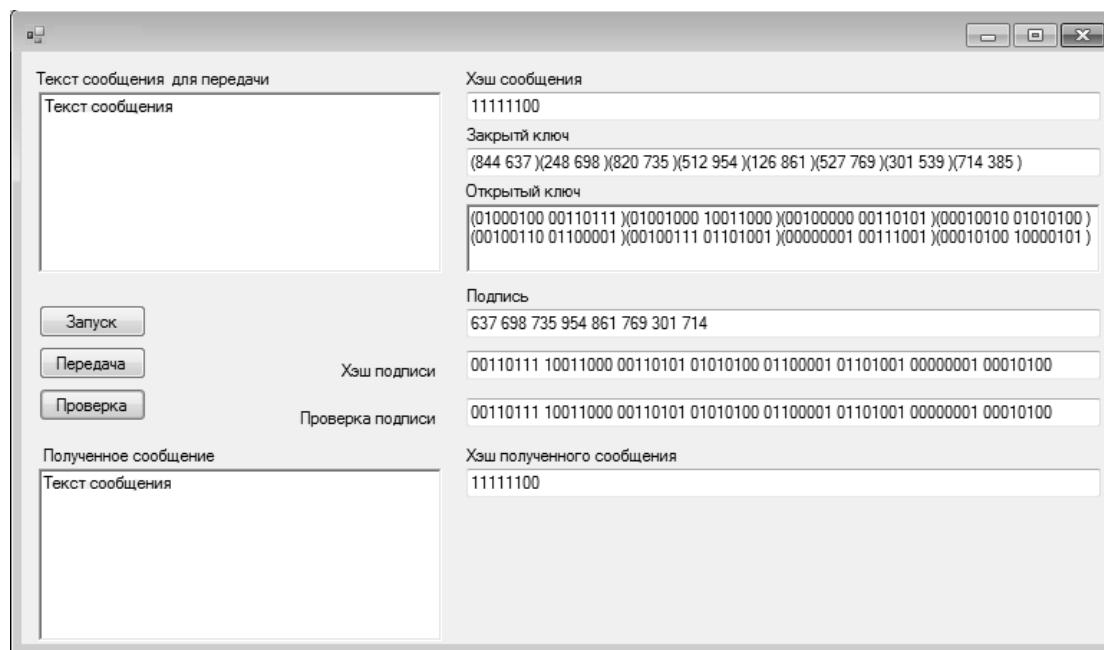 Текст сообщения для передачи
Текст сообщения
Хэш сообщения
11111100
Закрытй ключ
(844 637 )(248 698 )(820 735 )(512 954 )(126 861 )(527 769 )(301 539 )(714 385 )
Открытый ключ
(01000100 00110111 )(01001000 10011000 )(00100000 00110101 )(00010010 01010100 )
(00100110 01100001 )(00100111 01101001 )(00000001 00111001 )(00010100 10000101 )
Подпись
637 698 735 954 861 769 301 714
Запуск
Передача
Проверка
Хэш подписи
00110111 10011000 00110101 01010100 01100001 01101001 00000001 00010100
Проверка подписи
00110111 10011000 00110101 01010100 01100001 01101001 00000001 00010100
Полученное сообщение
Текст сообщения
Хэш полученного сообщения
11111100